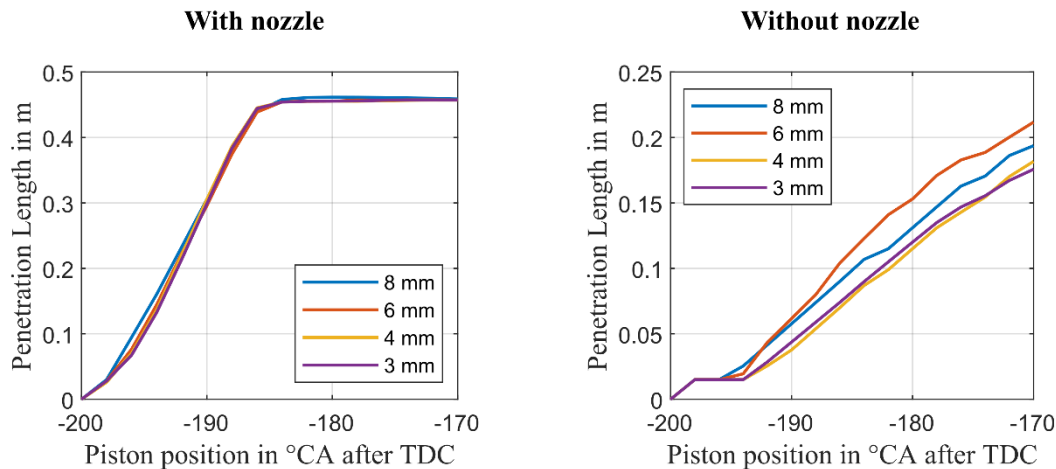 With nozzle
0.5
0.4
0.3
0.2
0.1
0
-200
-190
-180
-170
Penetration Length in m
Piston position in °CA after TDC
8 mm
6 mm
4 mm
3 mm
Without nozzle
0.25
0.2
0.15
0.1
0.05
0
-200
-190
-180
-170
Penetration Length in m
Piston position in °CA after TDC
8 mm
6 mm
4 mm
3 mm